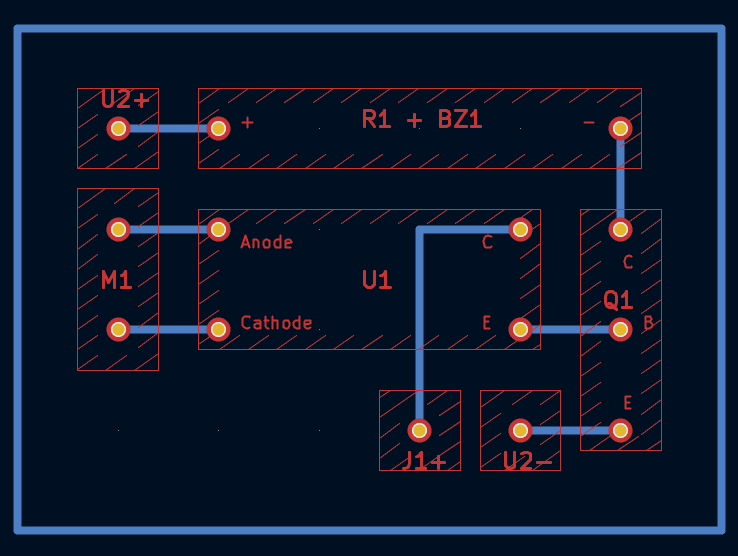 U2+
+ R1 + BZ1 -
Anode C
C
M1 U1
Q1
Cathode E B
E
J1+ U2-